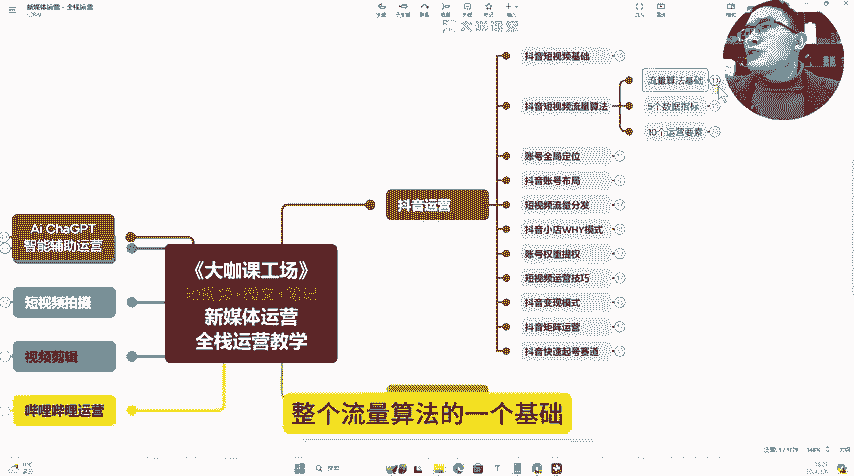 新媒体运营 - 全栈运营
抖音短视频基础
抖音短视频流量算法
流量算法基础
5个数据指标
10个运营要素
账号全局定位
抖音账号布局
短视频流量分发
抖音小店WHY模式
账号权重提权
短视频运营技巧
抖音变现模式
抖音矩阵运营
抖音快速起号赛道
抖音运营
Ai ChaGPT
智能辅助运营
短视频拍摄
视频剪辑
哔哩哔哩运营
《大咖课工场》
新媒体运营
全栈运营教学
整个流量算法的一个基础